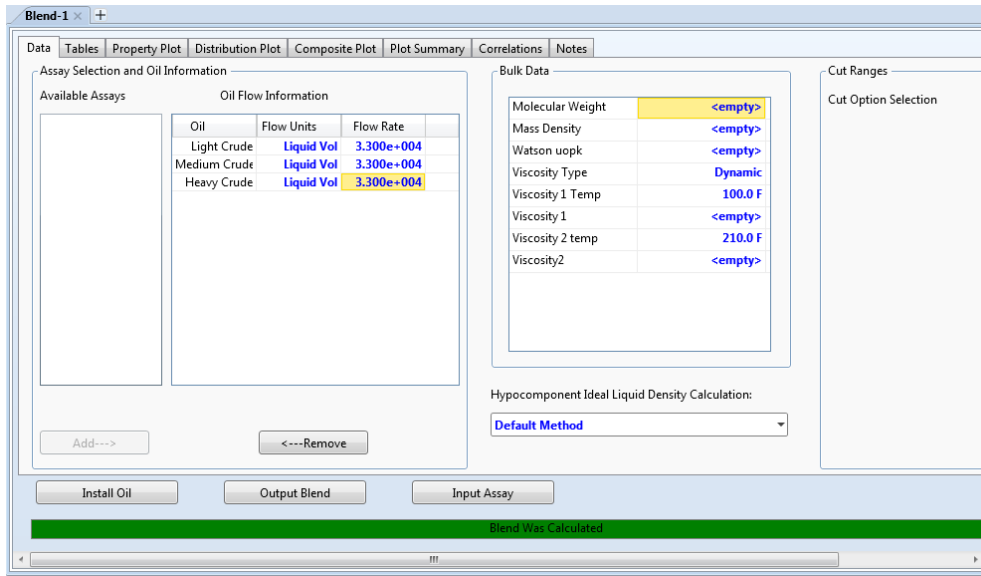 Blend-1 × +
Data Tables Property Plot Distribution Plot Composite Plot Plot Summary Correlations Notes
Assay Selection and Oil Information
Available Assays Oil Flow Information
Oil Flow Units Flow Rate
Light Crude Liquid Vol 3.300e+004
Medium Crude Liquid Vol 3.300e+004
Heavy Crude Liquid Vol 3.300e+004
Add--->
<---Remove
Bulk Data
Molecular Weight <empty>
Mass Density <empty>
Watson uopk <empty>
Viscosity Type Dynamic
Viscosity 1 Temp 100.0 F
Viscosity 1 <empty>
Viscosity 2 temp 210.0 F
Viscosity2 <empty>
Hypocomponent Ideal Liquid Density Calculation:
Default Method
Cut Ranges
Cut Option Selection
Install Oil Output Blend Input Assay
Blend Was Calculated